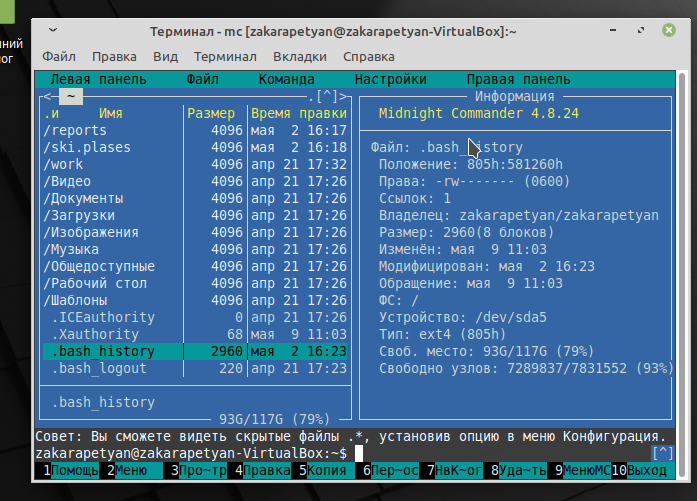 ний
ог
Терминал - mc [zakarapetyan@zakarapetyan-VirtualBox]:~
Файл Правка Вид Терминал Вкладки Справка
Левая панель Файл Команда Настройки Правая панель
<─ ~ .[^]> Информация
.и Имя Размер Время правки Midnight Commander 4.8.24
/reports 4096 мая 2 16:17
/ski.plases 4096 мая 2 16:18 Файл: .bash_history
/work 4096 апр 21 17:32 Положение: 805h:581260h
/Видео 4096 апр 21 17:26 Права: -rw------- (0600)
/Документы 4096 апр 21 17:26 Ссылок: 1
/Загрузки 4096 апр 21 17:26 Владелец: zakarapetyan/zakarapetyan
/Изображения 4096 апр 21 17:26 Размер: 2960(8 блоков)
/Музыка 4096 апр 21 17:26 Изменён: мая 9 11:03
/Общедоступные 4096 апр 21 17:26 Модифицирован: мая 2 16:23
/Рабочий стол 4096 апр 21 17:26 Обращение: мая 9 11:03
/Шаблоны 4096 апр 21 17:26 ФС: /
.ICEauthority 0 апр 21 17:26 Устройство: /dev/sda5
.Xauthority 68 мая 9 11:03 Тип: ext4 (805h)
.bash_history 2960 мая 2 16:23 Своб. место: 93G/117G (79%)
.bash_logout 220 апр 21 17:23 Свободно узлов: 7289837/7831552 (93%)
.bash_history
93G/117G (79%)
Совет: Вы сможете видеть скрытые файлы .*, установив опцию в меню Конфигурация.
zakarapetyan@zakarapetyan-VirtualBox:~$ [^]
1Помощь 2Меню 3Про~тр 4Правка 5Копия 6Пер~ос 7НвК~ог 8Уда~ть 9МенюМС 10Выход